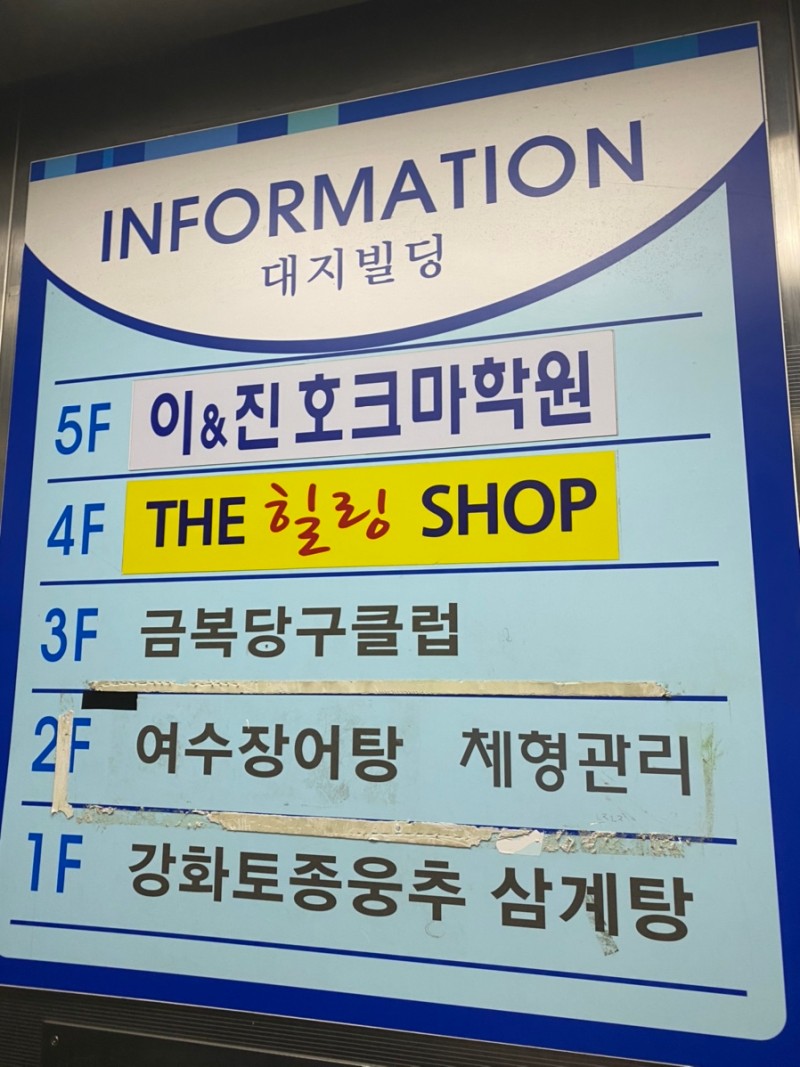 INFORMATION
대지빌딩
5F 이&진 호크마학원
4F THE 힐링 SHOP
3F 금복당구클럽
2F 여수장어탕 체형관리
1F 강화토종웅추 삼계탕